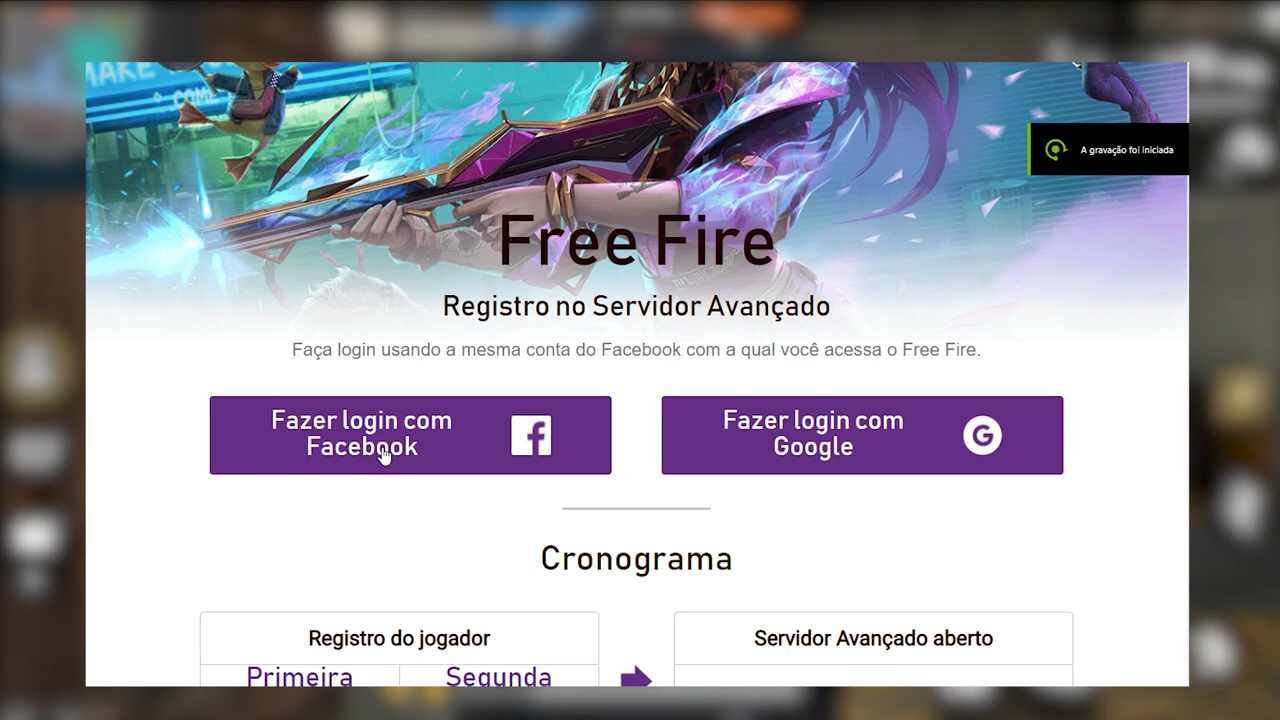 MAKE
COME
A gravação foi iniciada
Free Fire
Registro no Servidor Avançado
Faça login usando a mesma conta do Facebook com a qual você acessa o Free Fire.
Fazer login com
Facebook
Fazer login com
Google
Cronograma
Registro do jogador
Servidor Avançado aberto
Primeira
Segunda